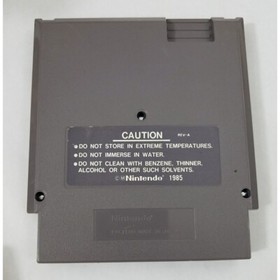 CAUTION
REV-A
•DO NOT STORE IN EXTREME TEMPERATURES.
•DO NOT IMMERSE IN WATER.
•DO NOT CLEAN WITH BENZENE, THINNER,
ALCOHOL OR OTHER SUCH SOLVENTS.
©™Nintendo® 1985
Nintendo